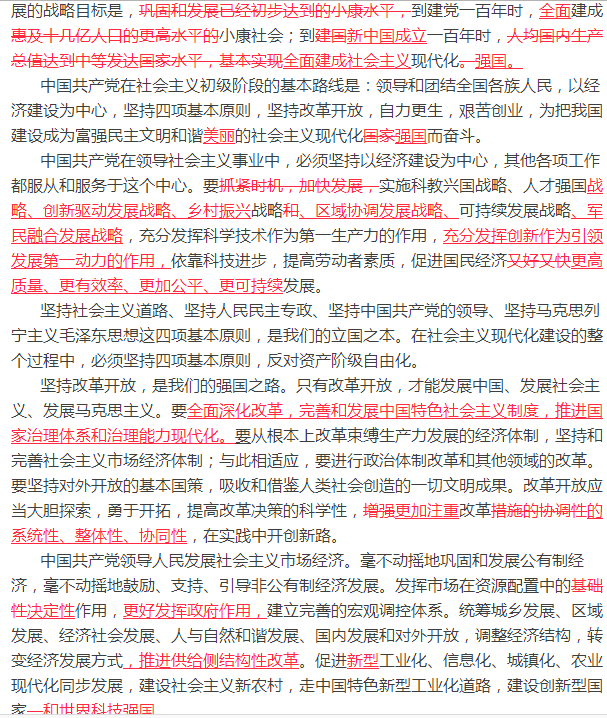 展的战略目标是，巩固和发展已经初步达到的小康水平，到建党一百年时，全面建成
惠及十几亿人口的更高水平的小康社会；到建国新中国成立一百年时，人均国内生产
总值达到中等发达国家水平，基本实现全面建成社会主义现代化。强国。
中国共产党在社会主义初级阶段的基本路线是：领导和团结全国各族人民，以经
济建设为中心，坚持四项基本原则，坚持改革开放，自力更生，艰苦创业，为把我国
建设成为富强民主文明和谐美丽的社会主义现代化国家强国而奋斗。
中国共产党在领导社会主义事业中，必须坚持以经济建设为中心，其他各项工作
都服从和服务于这个中心。要抓紧时机，加快发展，实施科教兴国战略、人才强国战
略、创新驱动发展战略、乡村振兴战略和、区域协调发展战略、可持续发展战略、军
民融合发展战略，充分发挥科学技术作为第一生产力的作用，充分发挥创新作为引领
发展第一动力的作用，依靠科技进步，提高劳动者素质，促进国民经济又好又快更高
质量、更有效率、更加公平、更可持续发展。
坚持社会主义道路、坚持人民民主专政、坚持中国共产党的领导、坚持马克思列
宁主义毛泽东思想这四项基本原则，是我们的立国之本。在社会主义现代化建设的整
个过程中，必须坚持四项基本原则，反对资产阶级自由化。
坚持改革开放，是我们的强国之路。只有改革开放，才能发展中国、发展社会主
义、发展马克思主义。要全面深化改革，完善和发展中国特色社会主义制度，推进国
家治理体系和治理能力现代化。要从根本上改革束缚生产力发展的经济体制，坚持和
完善社会主义市场经济体制；与此相适应，要进行政治体制改革和其他领域的改革。
要坚持对外开放的基本国策，吸收和借鉴人类社会创造的一切文明成果。改革开放应
当大胆探索，勇于开拓，提高改革决策的科学性，增强更加注重改革措施的协调性的
系统性、整体性、协同性，在实践中开创新路。
中国共产党领导人民发展社会主义市场经济。毫不动摇地巩固和发展公有制经
济，毫不动摇地鼓励、支持、引导非公有制经济发展。发挥市场在资源配置中的基础
性决定性作用，更好发挥政府作用，建立完善的宏观调控体系。统筹城乡发展、区域
发展、经济社会发展、人与自然和谐发展、国内发展和对外开放，调整经济结构，转
变经济发展方式，推进供给侧结构性改革。促进新型工业化、信息化、城镇化、农业
现代化同步发展，建设社会主义新农村，走中国特色新型工业化道路，建设创新型国
家和世界科技强国